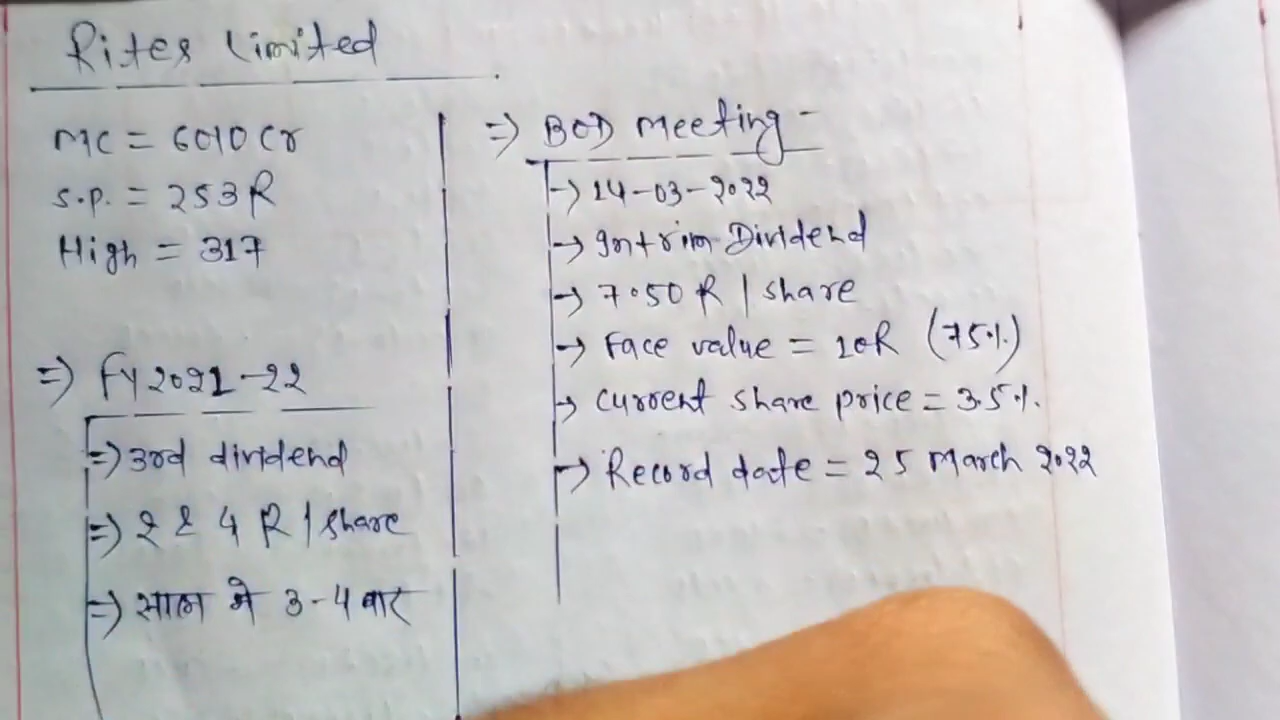 Rites Limited
MC = 6010 Cr
S.P. = 253 R
High = 317
=> FY 2021-22
=> 3rd dividend
=> 2 & 4 R / share
=> साल मे 3-4 बार
=> BOD Meeting -
-> 14-03-2022
-> Intrim Dividend
-> 7.50 R / share
-> Face value = 10R (75%)
-> Current share price = 3.5%.
-> Record date = 25 March 2022